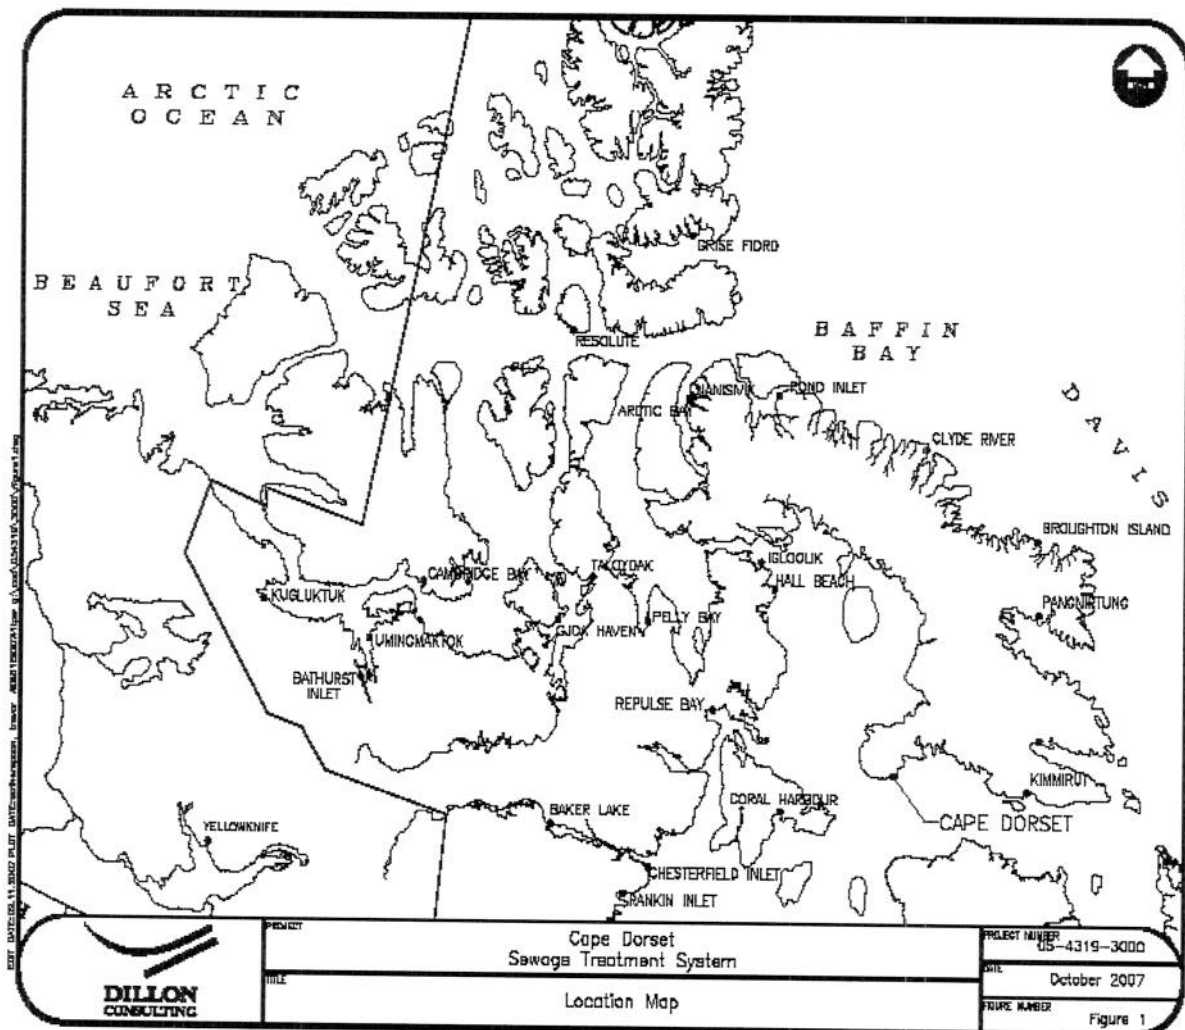 ARCTIC
OCEAN
BEAUFORT
SEA
GRISE FIORD
RESOLUTE
BAFFIN
BAY
NANISIVIK
POND INLET
ARCTIC BAY
DAVIS
CLYDE RIVER
BROUGHTON ISLAND
IGLOOLIK
CAMBRIDGE BAY
TALOYOAK
HALL BEACH
KUGLUKTUK
PELLY BAY
PANGNIRTUNG
GJOA HAVEN
UMINGMAKTOK
BATHURST
INLET
REPULSE BAY
KIMMIRUT
CORAL HARBOUR
BAKER LAKE
CAPE DORSET
YELLOWKNIFE
CHESTERFIELD INLET
RANKIN INLET
DILLON
CONSULTING
PROJECT
Cape Dorset
Sewage Treatment System
TITLE
Location Map
PROJECT NUMBER
05-4319-3000
DATE
October 2007
FIGURE NUMBER
Figure 1